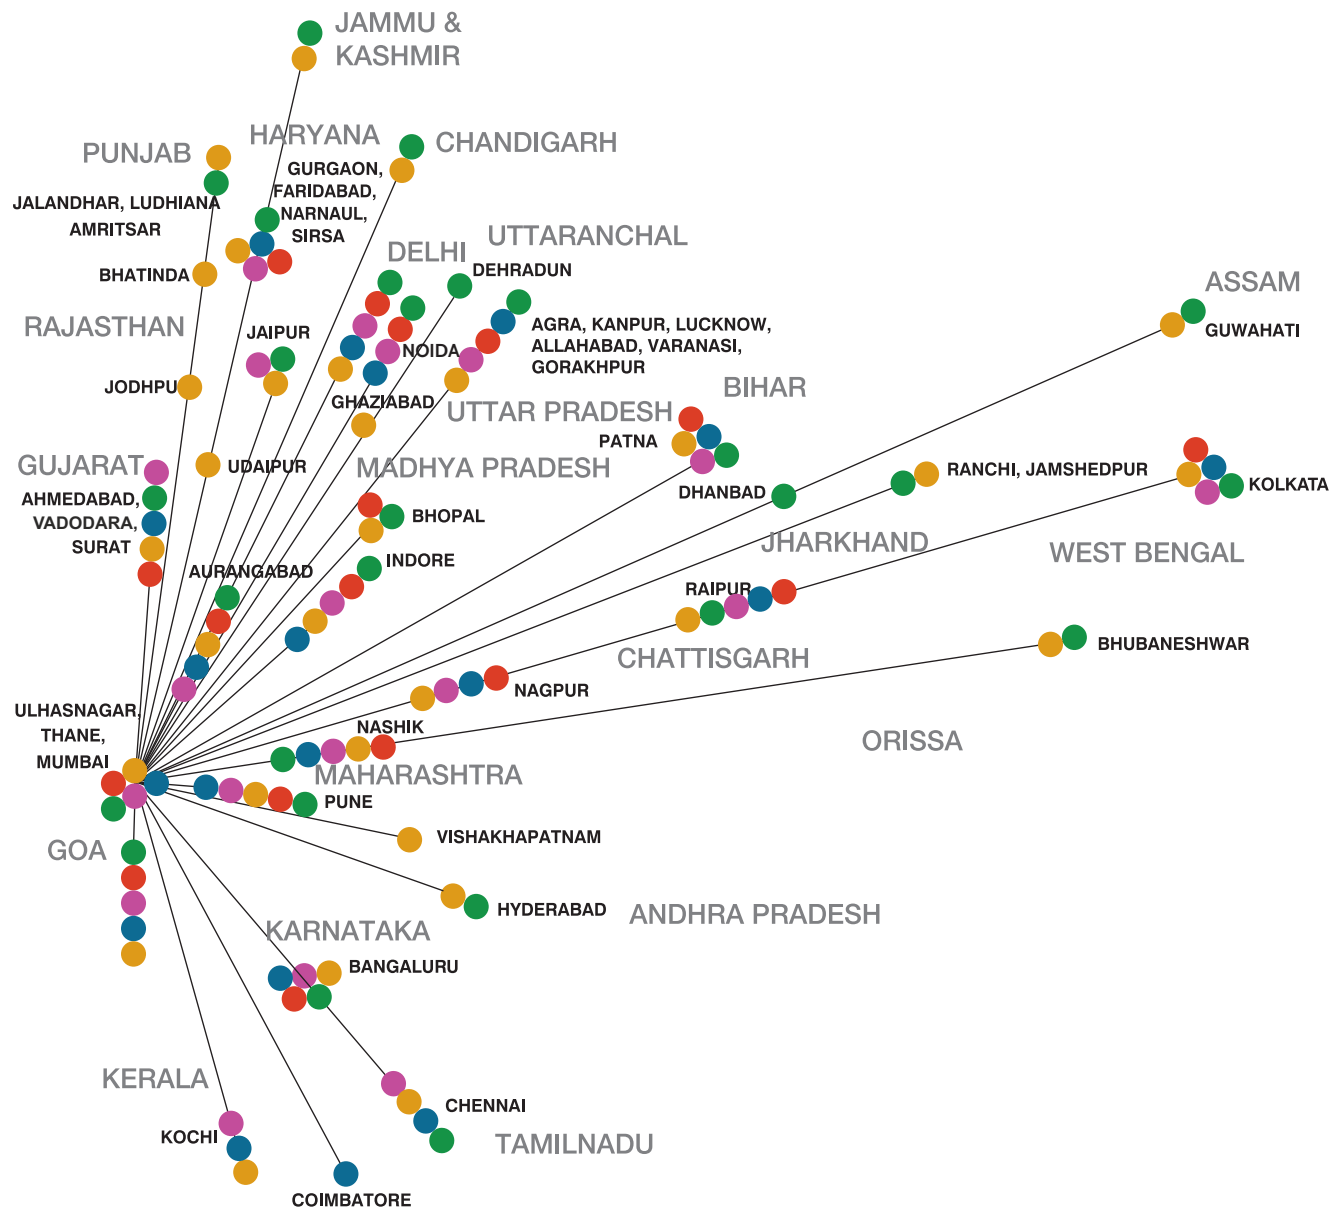 JAMMU &
KASHMIR
HARYANA
CHANDIGARH
PUNJAB
GURGAON,
FARIDABAD,
NARNAUL,
SIRSA
JALANDHAR, LUDHIANA
AMRITSAR
UTTARANCHAL
DELHI
DEHRADUN
BHATINDA
ASSAM
GUWAHATI
RAJASTHAN
JAIPUR
AGRA, KANPUR, LUCKNOW,
ALLAHABAD, VARANASI,
GORAKHPUR
NOIDA
JODHPU
BIHAR
GHAZIABAD
UTTAR PRADESH
PATNA
GUJARAT
UDAIPUR
MADHYA PRADESH
RANCHI, JAMSHEDPUR
KOLKATA
DHANBAD
AHMEDABAD,
VADODARA,
SURAT
BHOPAL
JHARKHAND
WEST BENGAL
AURANGABAD
INDORE
RAIPUR
BHUBANESHWAR
CHATTISGARH
NAGPUR
ULHASNAGAR,
THANE,
MUMBAI
NASHIK
ORISSA
MAHARASHTRA
PUNE
VISHAKHAPATNAM
GOA
HYDERABAD
ANDHRA PRADESH
KARNATAKA
BANGALURU
KERALA
CHENNAI
KOCHI
TAMILNADU
COIMBATORE